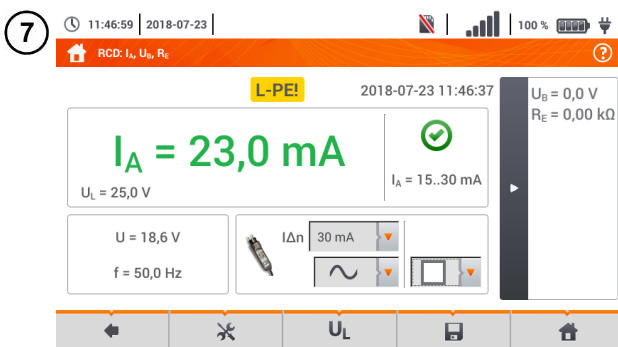 7
11:46:59 2018-07-23 100 %
RCD: IA, UB, RE ?
L-PE! 2018-07-23 11:46:37
IA = 23,0 mA
UL = 25,0 V
IA = 15..30 mA
UB = 0,0 V
RE = 0,00 kΩ
U = 18,6 V
f = 50,0 Hz
IΔn 30 mA
UL